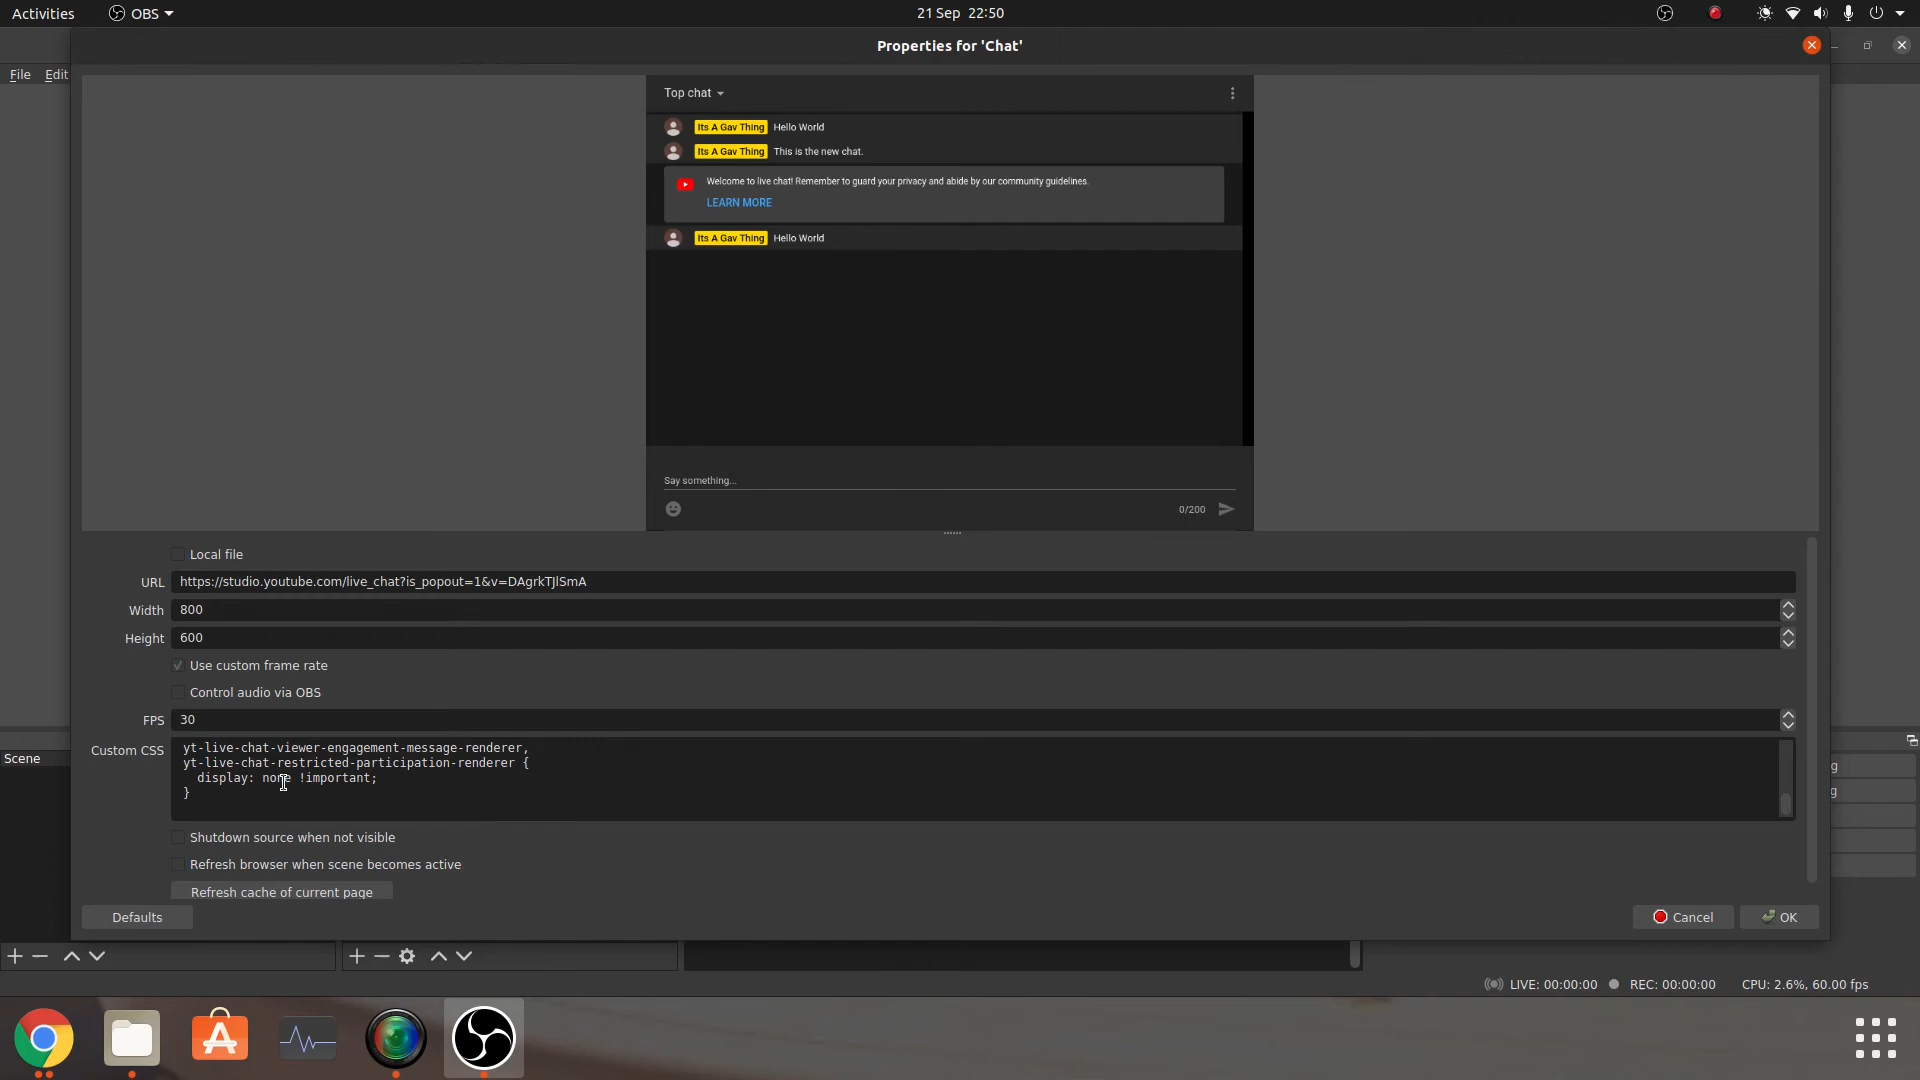 Activities
OBS
21 Sep 22:50
Properties for 'Chat'
File Edit
Top chat
Its A Gav Thing Hello World
Its A Gav Thing This is the new chat.
Welcome to live chat! Remember to guard your privacy and abide by our community guidelines.
LEARN MORE
Its A Gav Thing Hello World
Say something...
0/200
Local file
URL https://studio.youtube.com/live_chat?is_popout=1&v=DAgrkTJlSmA
Width 800
Height 600
Use custom frame rate
Control audio via OBS
FPS 30
Custom CSS
yt-live-chat-viewer-engagement-message-renderer,
yt-live-chat-restricted-participation-renderer {
display: none !important;
}
Scene
g
g
Shutdown source when not visible
Refresh browser when scene becomes active
Refresh cache of current page
Defaults
Cancel
OK
LIVE: 00:00:00
REC: 00:00:00
CPU: 2.6%, 60.00 fps